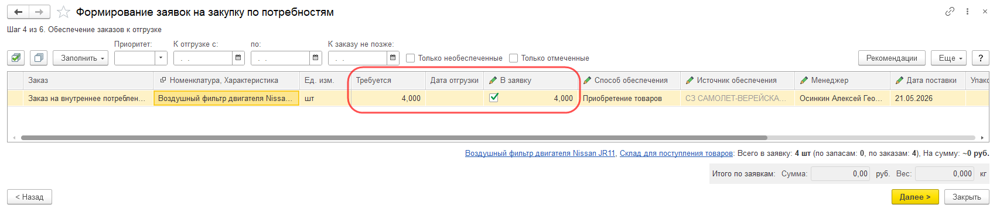 Формирование заявок на закупку по потребностям
Шаг 4 из 6. Обеспечение заказов к отгрузке
Приоритет: К отгрузке с: по: К заказу не позже:
Заполнить . . . . . . Только необеспеченные Только отмеченные Рекомендации Еще ?
Заказ Номенклатура, Характеристика Ед. изм. Требуется Дата отгрузки В заявку Способ обеспечения Источник обеспечения Менеджер Дата поставки Упако
Заказ на внутреннее потреблен... Воздушный фильтр двигателя Nissa... шт 4,000 4,000 Приобретение товаров СЗ САМОЛЕТ-ВЕРЕЙСКА... Осинкин Алексей Гео... 21.05.2026
Воздушный фильтр двигателя Nissan JR11, Склад для поступления товаров: Всего в заявку: 4 шт (по запасам: 0, по заказам: 4), На сумму: ~0 руб.
Итого по заявкам: Сумма: 0,00 руб. Вес: 0,000 кг
< Назад Далее > Закрыть